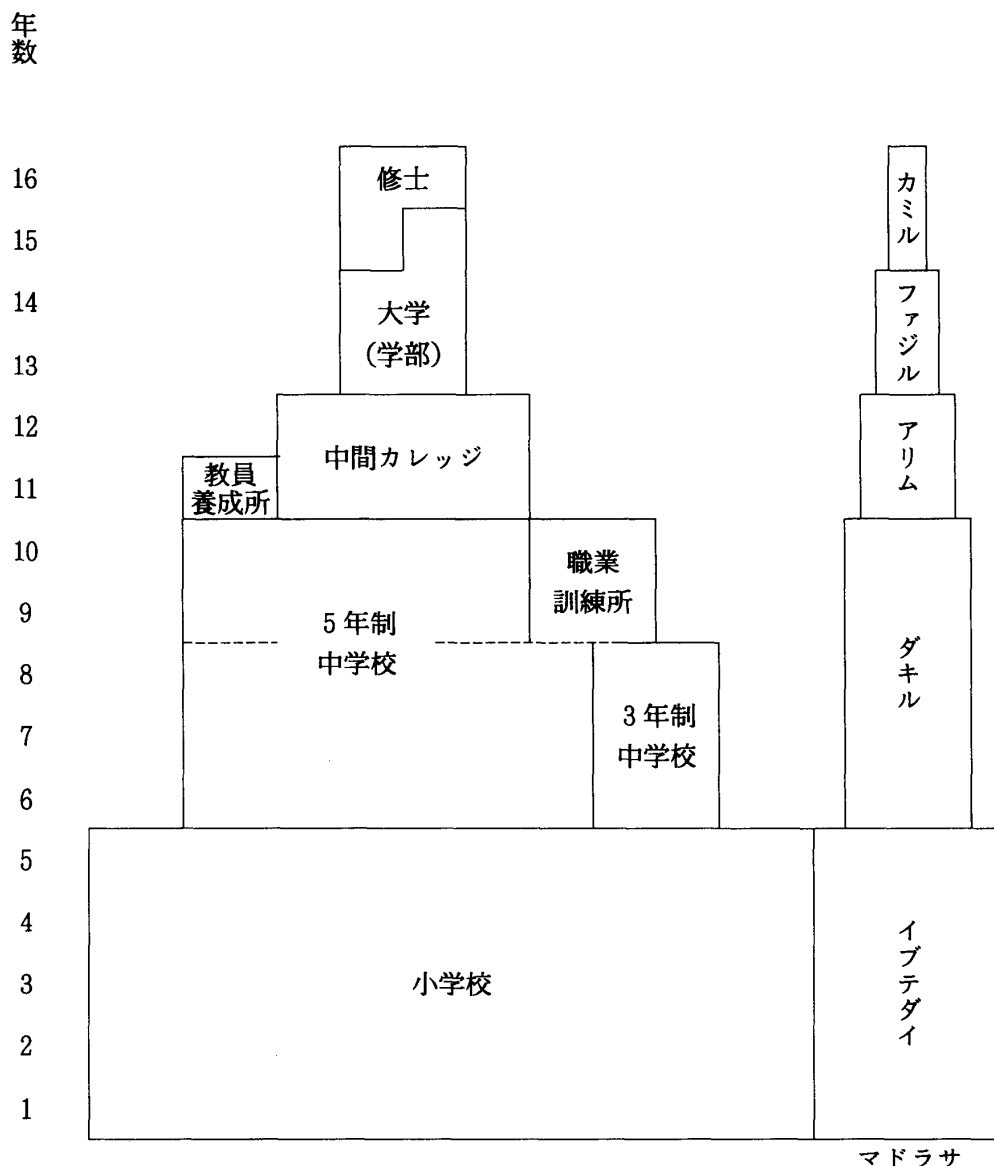 年数
16
15
14
13
12
11
10
9
8
7
6
5
4
3
2
1
修士
大学
(学部)
中間カレッジ
教員
養成所
職業
訓練所
5年制
中学校
3年制
中学校
小学校
カミル
ファジル
アリム
ダキル
イブテダイ
マドラサ